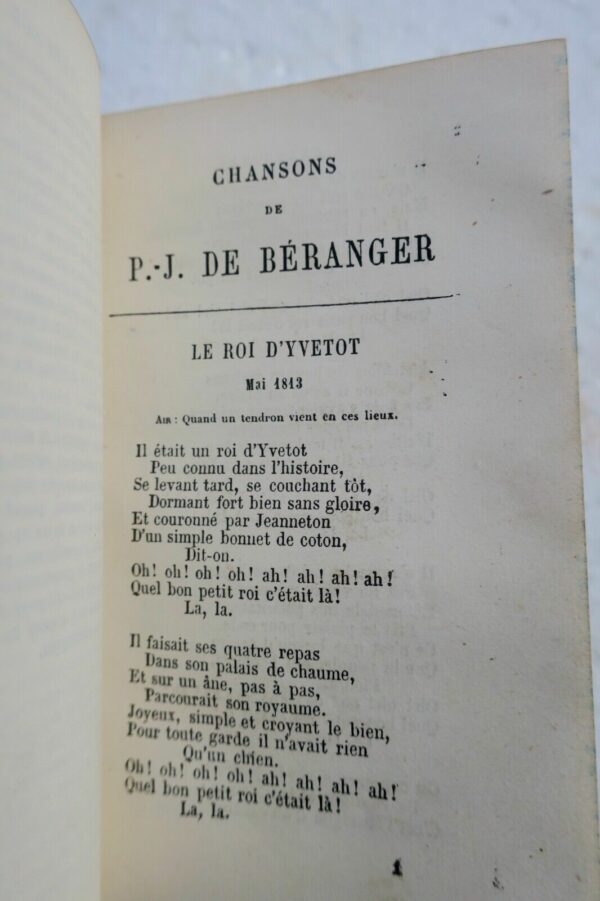 CHANSONS
DE
P.-J. DE BÉRANGER
LE ROI D'YVETOT
Mai 1813
AIR : Quand un tendron vient en ces lieux.
Il était un roi d'Yvetot
Peu connu dans l'histoire,
Se levant tard, se couchant tôt,
Dormant fort bien sans gloire,
Et couronné par Jeanneton
D'un simple bonnet de coton,
Dit-on.
Oh! oh! oh! oh! ah! ah! ah! ah!
Quel bon petit roi c'était là!
La, la.
Il faisait ses quatre repas
Dans son palais de chaume,
Et sur un âne, pas à pas,
Parcourait son royaume.
Joyeux, simple et croyant le bien,
Pour toute garde il n'avait rien
Qu'un chien.
Oh! oh! oh! oh! ah! ah! ah! ah!
Quel bon petit roi c'était là!
La, la.
1